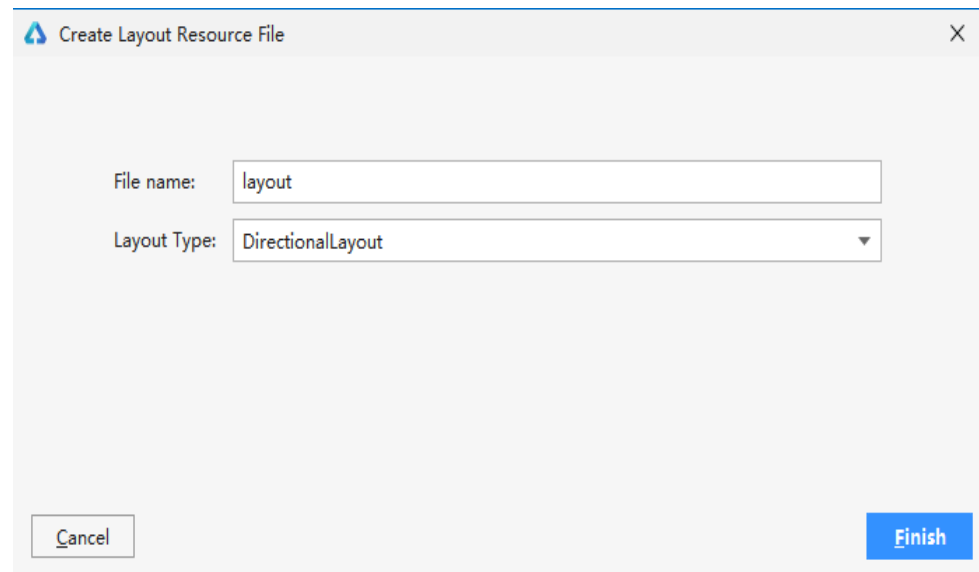 Create Layout Resource File
File name: layout
Layout Type: DirectionalLayout
Cancel Finish